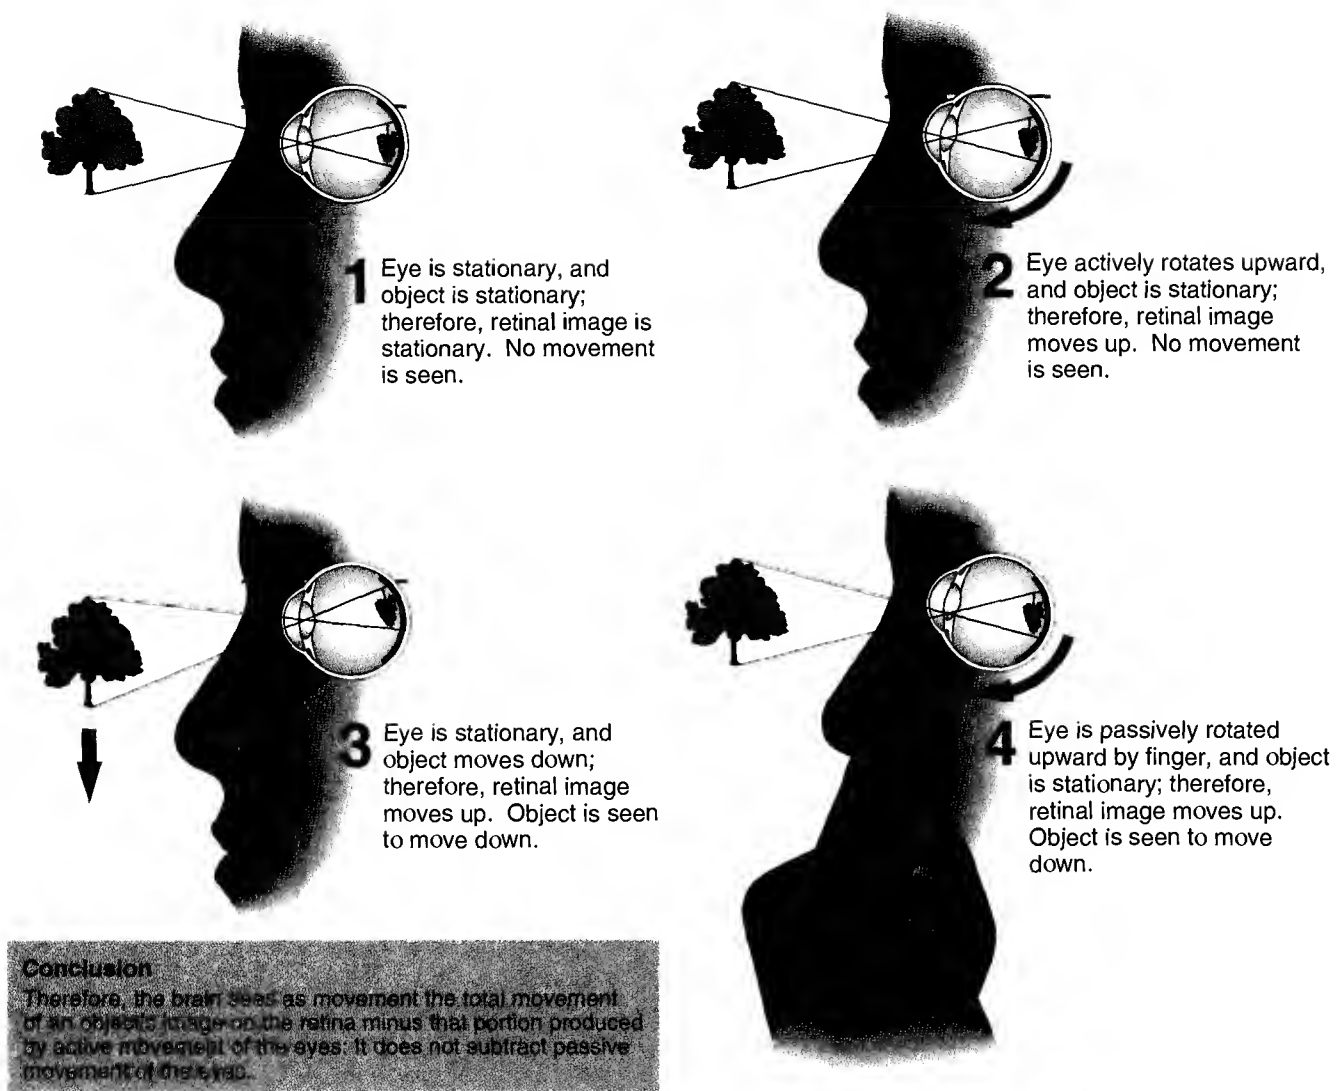 1 Eye is stationary, and
object is stationary;
therefore, retinal image is
stationary. No movement
is seen.
2 Eye actively rotates upward,
and object is stationary;
therefore, retinal image
moves up. No movement
is seen.
3 Eye is stationary, and
object moves down;
therefore, retinal image
moves up. Object is seen
to move down.
4 Eye is passively rotated
upward by finger, and object
is stationary; therefore,
retinal image moves up.
Object is seen to move
down.
Conclusion
Therefore, the brain sees as movement the total movement
of an object's image on the retina minus that portion produced
by active movement of the eyes. It does not subtract passive
movement of the eyes.